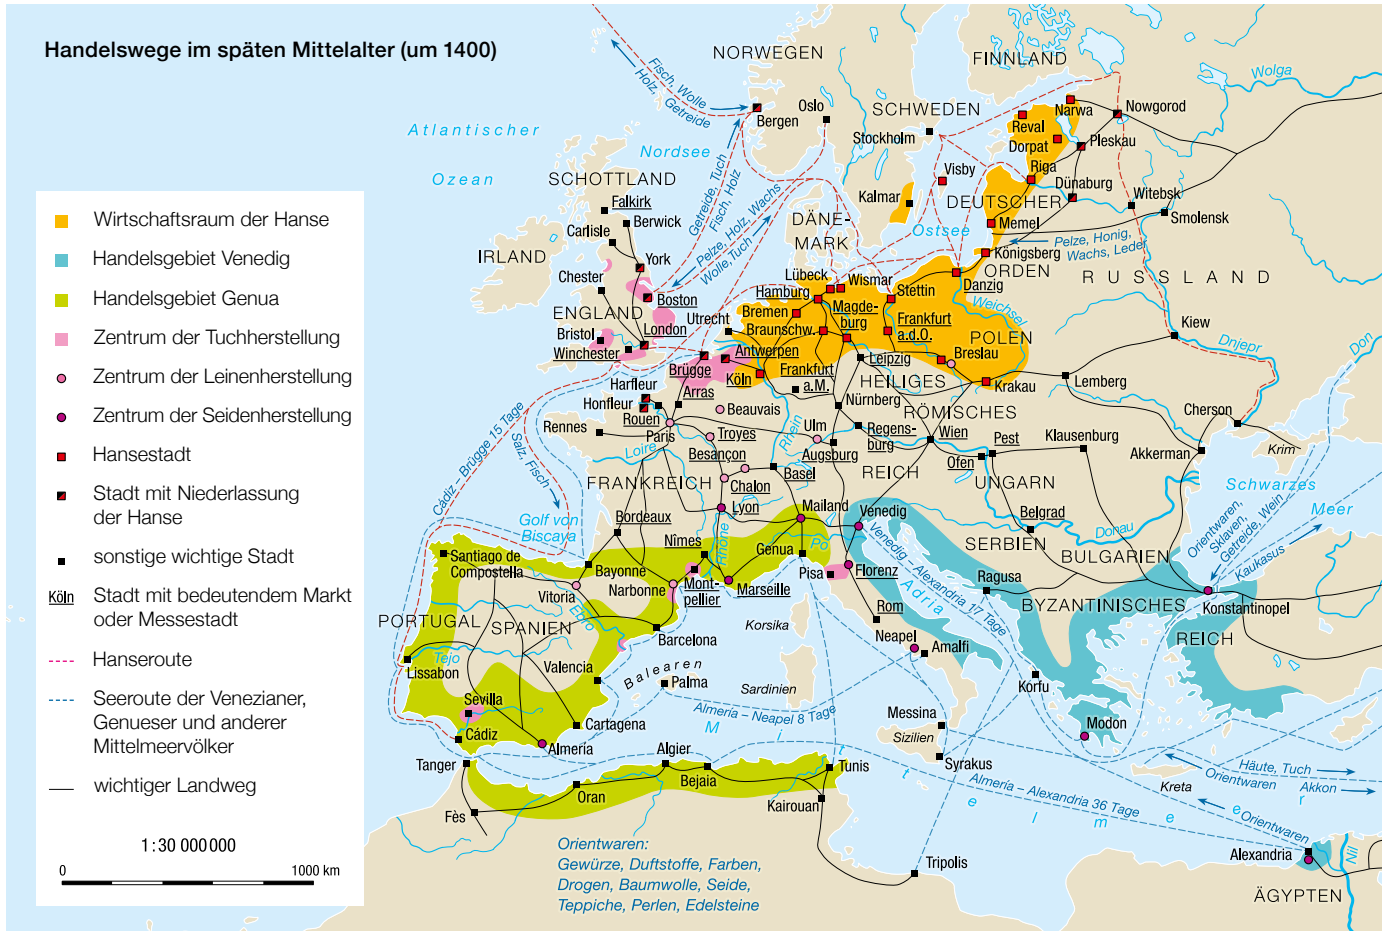 Handelswege im späten Mittelalter (um 1400)
Wirtschaftsraum der Hanse
Handelsgebiet Venedig
Handelsgebiet Genua
Zentrum der Tuchherstellung
Zentrum der Leinenherstellung
Zentrum der Seidenherstellung
Hansestadt
Stadt mit Niederlassung
der Hanse
sonstige wichtige Stadt
Köln
Stadt mit bedeutendem Markt
oder Messestadt
Hanseroute
Seeroute der Venezianer,
Genueser und anderer
Mittelmeervölker
wichtiger Landweg
1 : 30 000 000
0
1000 km
Atlantischer
Ozean
Nordsee
Fisch, Wolle
Holz, Getreide
NORWEGEN
Bergen
Oslo
SCHWEDEN
Stockholm
FINNLAND
Wolga
Narwa
Nowgorod
Reval
Dorpat
Pleskau
Riga
Dünaburg
Witebsk
Smolensk
Visby
Kalmar
Ostsee
DEUTSCHER
Memel
Königsberg
Pelze, Honig,
Wachs, Leder
ORDEN
Danzig
Weichsel
RUSSLAND
SCHOTTLAND
Falkirk
Berwick
Carlisle
IRLAND
York
Chester
Boston
ENGLAND
Bristol
London
Winchester
Getreide, Tuch
Fisch, Holz
Pelze, Holz, Wachs
Wolle, Tuch
DÄNE-
MARK
Lübeck
Wismar
Hamburg
Stettin
Bremen
Magde-
burg
Braunschw.
Frankfurt
a.d.O.
POLEN
Utrecht
Antwerpen
Brügge
Köln
Frankfurt
a.M.
Leipzig
Breslau
Krakau
Lemberg
Kiew
Dnjepr
Don
HEILIGES
RÖMISCHES
REICH
Nürnberg
Regens-
burg
Wien
Ulm
Augsburg
Rhein
Harfleur
Honfleur
Rouen
Arras
Beauvais
Rennes
Paris
Troyes
Loire
Besançon
Basel
Chalon
FRANKREICH
Lyon
Bordeaux
Rhône
Nîmes
Mailand
Venedig
Genua
Po
Pisa
Florenz
Mont-
pellier
Marseille
Narbonne
Bayonne
Golf von
Biscaya
Cádiz – Brügge 15 Tage
Salz, Fisch
Ofen
Pest
Klausenburg
Cherson
Akkerman
Krim
UNGARN
Belgrad
Donau
SERBIEN
BULGARIEN
Schwarzes
Meer
Orientwaren,
Sklaven,
Getreide, Wein
Kaukasus
Ragusa
BYZANTINISCHES
REICH
Konstantinopel
Venedig – Alexandria 17 Tage
Adria
Rom
Neapel
Amalfi
Korsika
Sardinien
Korfu
Modon
Santiago de
Compostella
Vitoria
Ebro
PORTUGAL
SPANIEN
Barcelona
Lissabon
Tejo
Valencia
Balearen
Palma
Sevilla
Cartagena
Cádiz
Almería
Almería – Neapel 8 Tage
Messina
Sizilien
Syrakus
Mittelmeer
Almería – Alexandria 36 Tage
Kreta
Häute, Tuch
Orientwaren
Akkon
Orientwaren
Tanger
Fès
Oran
Algier
Bejaia
Tunis
Kairouan
Tripolis
Alexandria
Nil
ÄGYPTEN
Orientwaren:
Gewürze, Duftstoffe, Farben,
Drogen, Baumwolle, Seide,
Teppiche, Perlen, Edelsteine